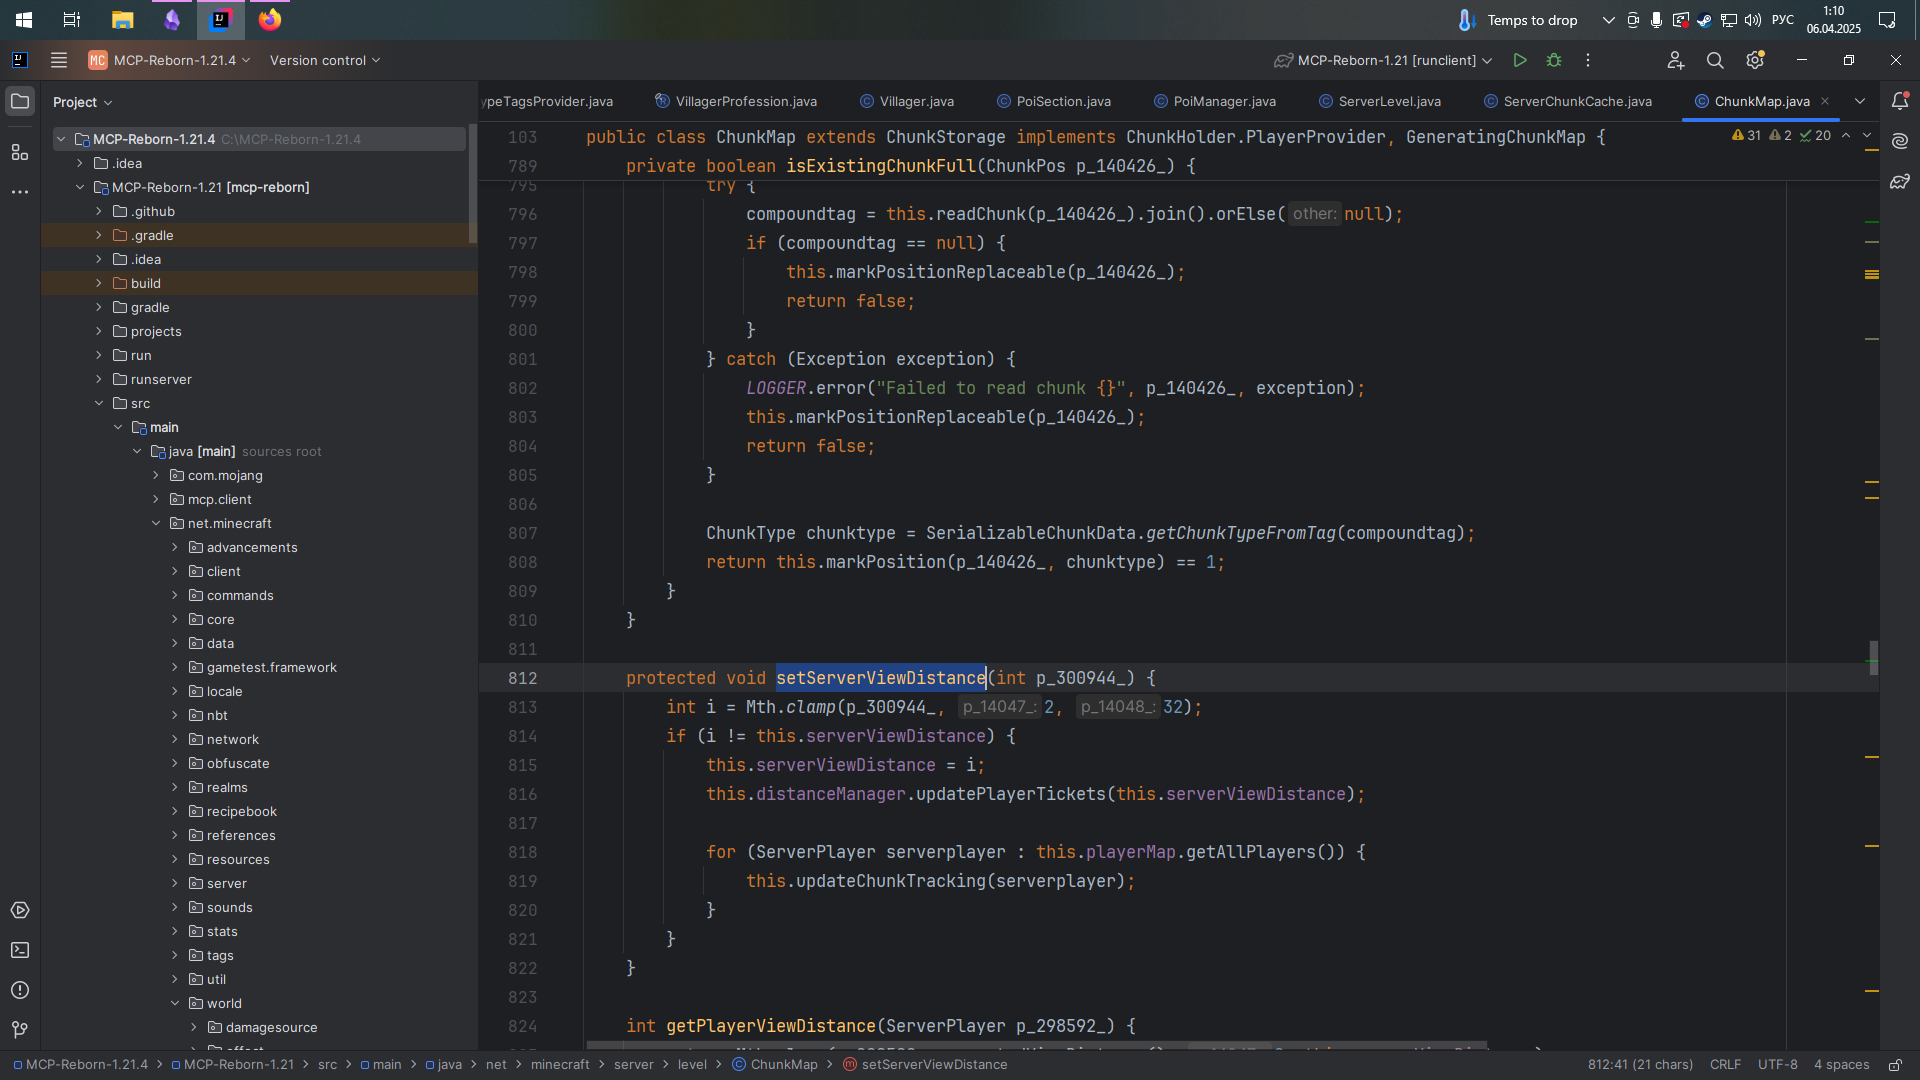 Temps to drop
РУС
1:10
06.04.2025
MC MCP-Reborn-1.21.4
Version control
MCP-Reborn-1.21 [runclient]
Project
ypeTagsProvider.java
VillagerProfession.java
Villager.java
PoiSection.java
PoiManager.java
ServerLevel.java
ServerChunkCache.java
ChunkMap.java
MCP-Reborn-1.21.4 C:\MCP-Reborn-1.21.4
.idea
MCP-Reborn-1.21 [mcp-reborn]
.github
.gradle
.idea
build
gradle
projects
run
runserver
src
main
java [main] sources root
com.mojang
mcp.client
net.minecraft
advancements
client
commands
core
data
gametest.framework
locale
nbt
network
obfuscate
realms
recipebook
references
resources
server
sounds
stats
tags
util
world
damagesource
31 2 20
103 public class ChunkMap extends ChunkStorage implements ChunkHolder.PlayerProvider, GeneratingChunkMap {
789 private boolean isExistingChunkFull(ChunkPos p_140426_) {
795 try {
796 compoundtag = this.readChunk(p_140426_).join().orElse( other: null);
797 if (compoundtag == null) {
798 this.markPositionReplaceable(p_140426_);
799 return false;
800 }
801 } catch (Exception exception) {
802 LOGGER.error("Failed to read chunk {}", p_140426_, exception);
803 this.markPositionReplaceable(p_140426_);
804 return false;
805 }
806
807 ChunkType chunktype = SerializableChunkData.getChunkTypeFromTag(compoundtag);
808 return this.markPosition(p_140426_, chunktype) == 1;
809 }
810 }
811
812 protected void setServerViewDistance(int p_300944_) {
813 int i = Mth.clamp(p_300944_, p_14047_: 2, p_14048_: 32);
814 if (i != this.serverViewDistance) {
815 this.serverViewDistance = i;
816 this.distanceManager.updatePlayerTickets(this.serverViewDistance);
817
818 for (ServerPlayer serverplayer : this.playerMap.getAllPlayers()) {
819 this.updateChunkTracking(serverplayer);
820 }
821 }
822 }
823
824 int getPlayerViewDistance(ServerPlayer p_298592_) {
MCP-Reborn-1.21.4 > MCP-Reborn-1.21 > src > main > java > net > minecraft > server > level > ChunkMap > setServerViewDistance
812:41 (21 chars) CRLF UTF-8 4 spaces